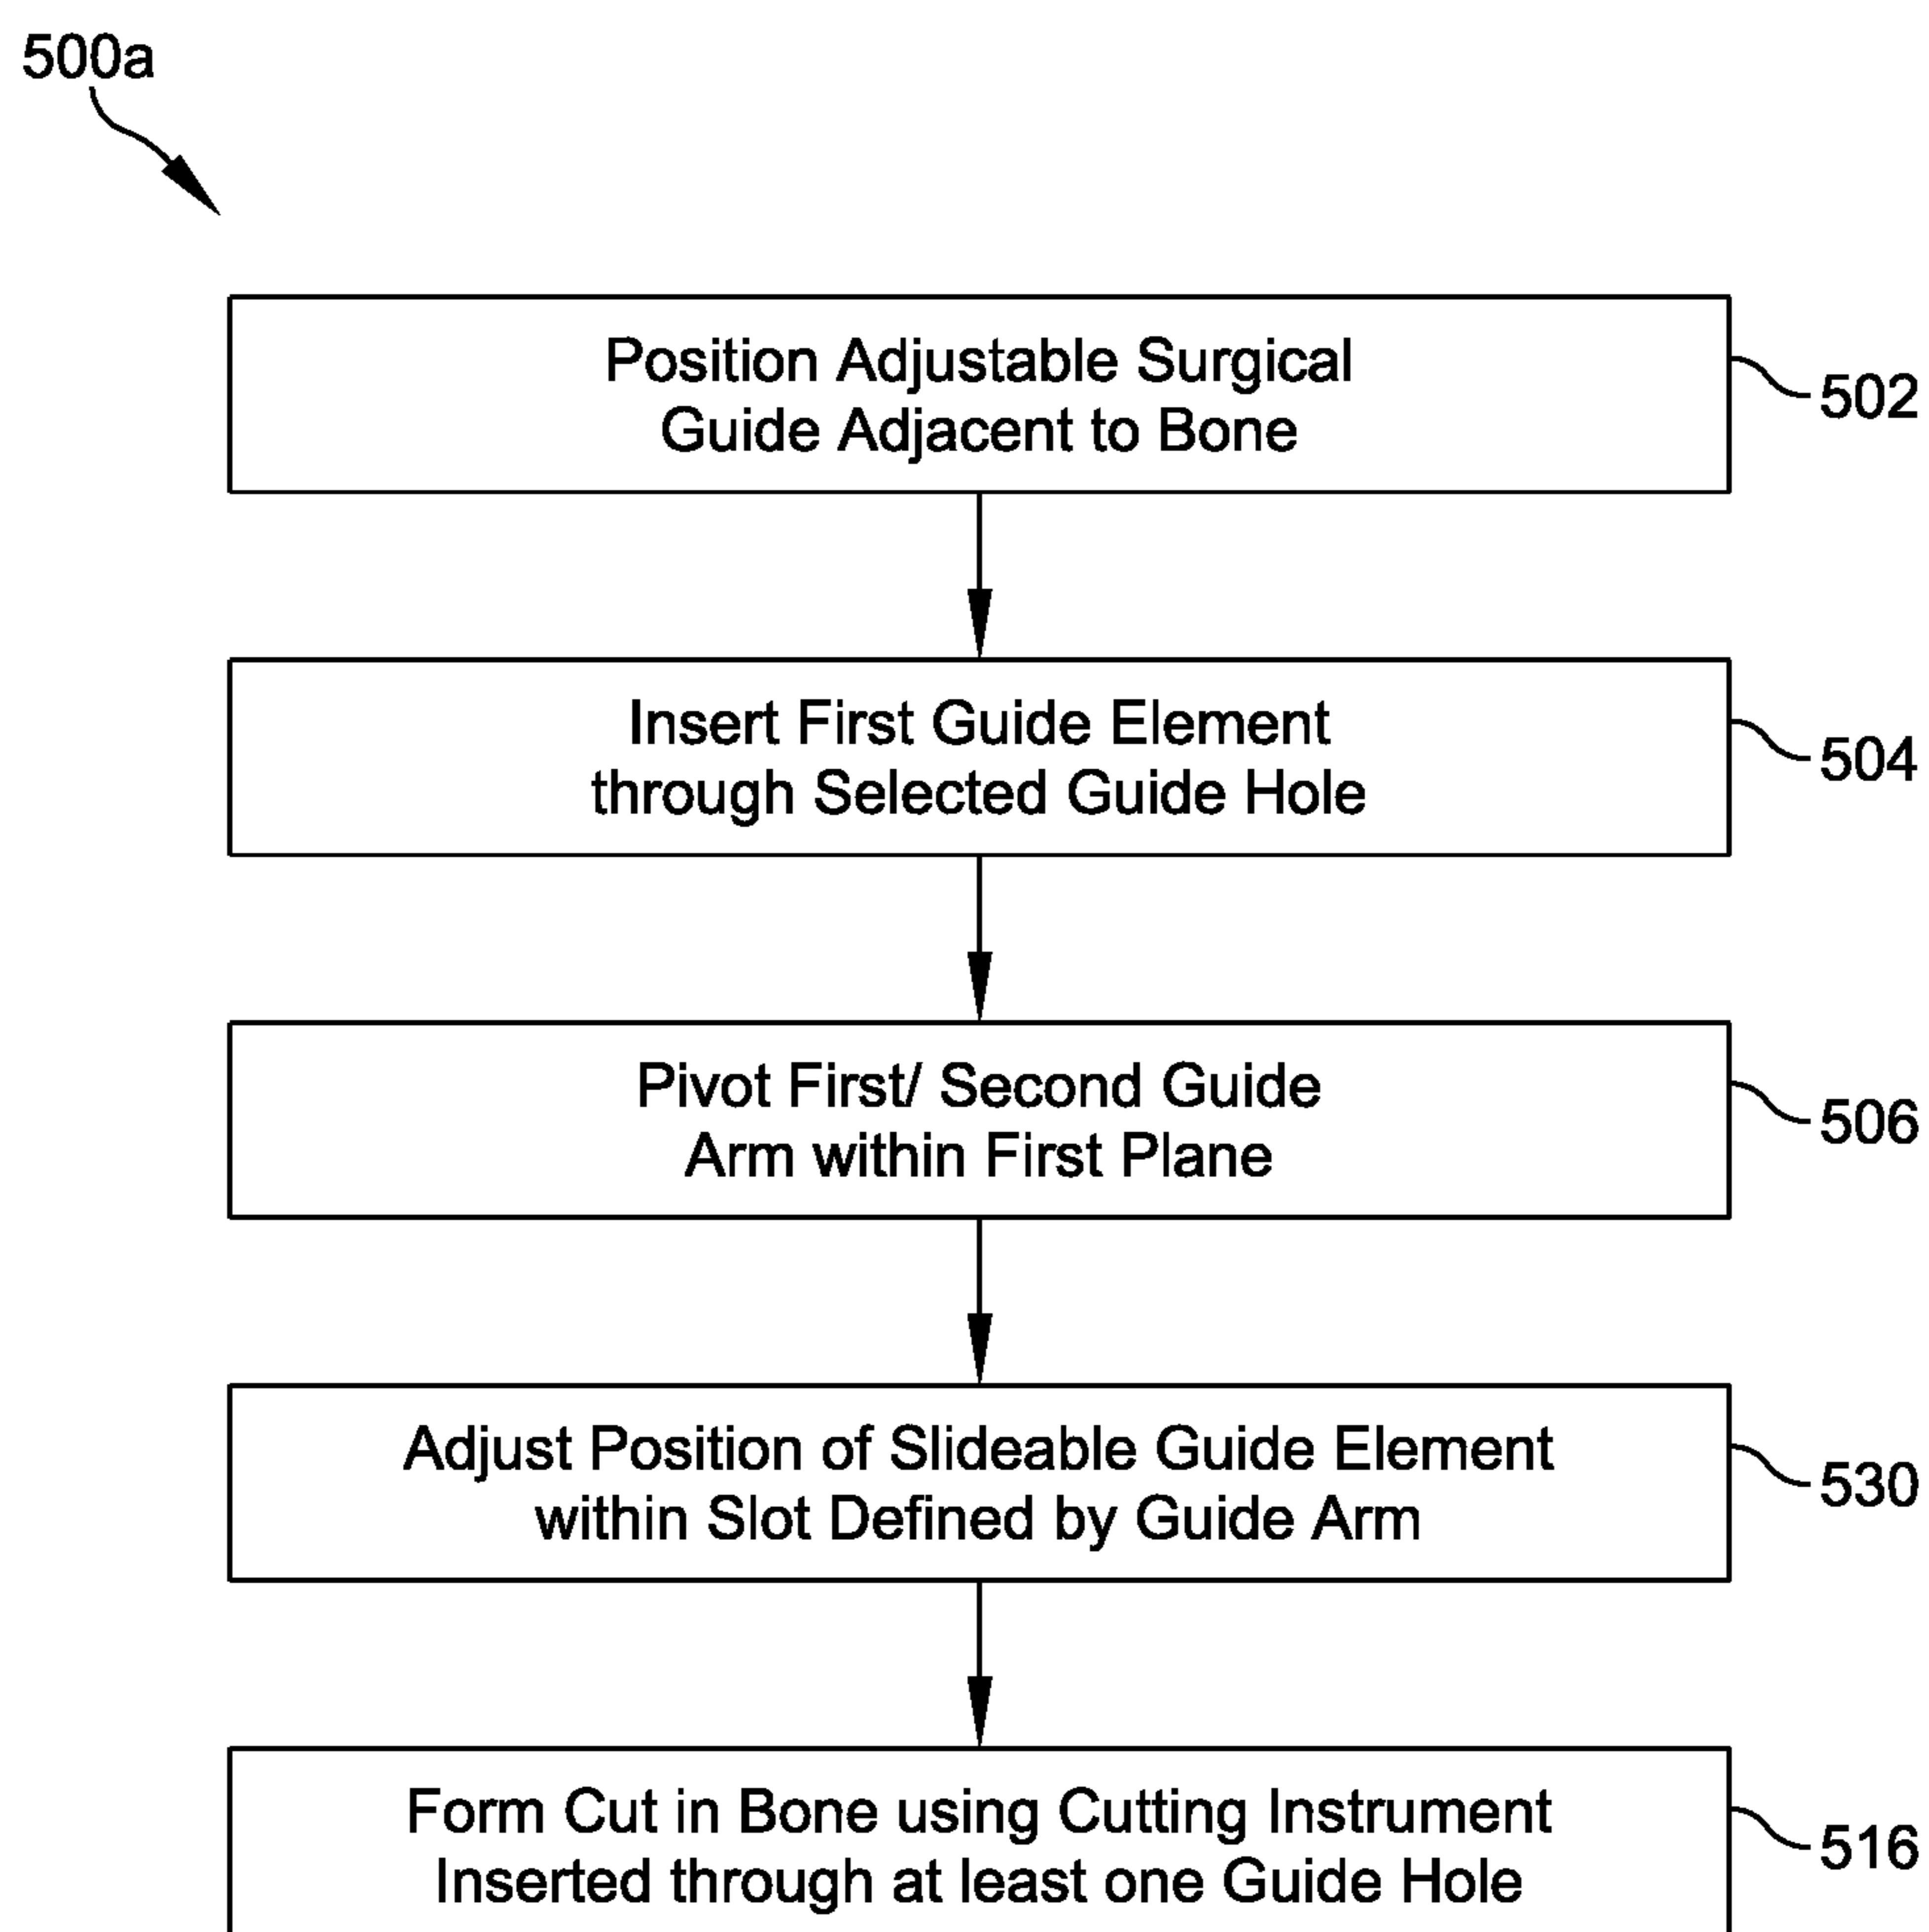 500a
Position Adjustable Surgical
Guide Adjacent to Bone
502
Insert First Guide Element
through Selected Guide Hole
504
Pivot First/ Second Guide
Arm within First Plane
506
Adjust Position of Slideable Guide Element
within Slot Defined by Guide Arm
530
Form Cut in Bone using Cutting Instrument
Inserted through at least one Guide Hole
516